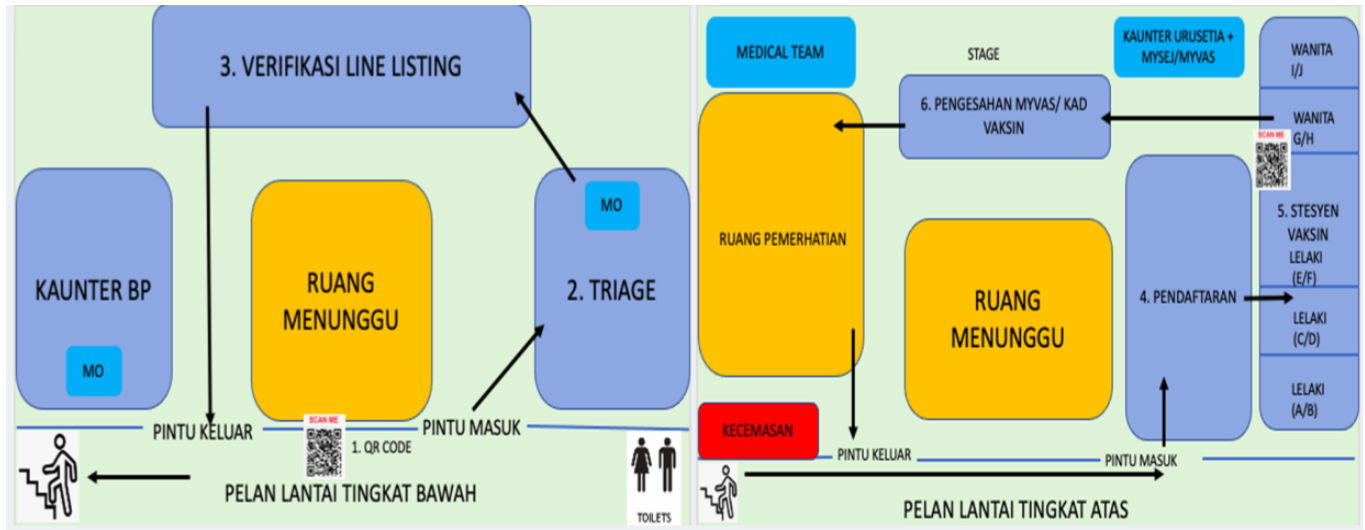 3. VERIFIKASI LINE LISTING
KAUNTER BP
MO
RUANG
MENUNGGU
MO
2. TRIAGE
PINTU KELUAR
SCAN ME
1. QR CODE
PINTU MASUK
PELAN LANTAI TINGKAT BAWAH
TOILETS
MEDICAL TEAM
STAGE
KAUNTER URUSETIA +
MYSEJ/MYVAS
WANITA
I/J
6. PENGESAHAN MYVAS/ KAD
VAKSIN
WANITA
G/H
SCAN ME
RUANG PEMERHATIAN
RUANG
MENUNGGU
4. PENDAFTARAN
5. STESYEN
VAKSIN
LELAKI
(E/F)
LELAKI
(C/D)
LELAKI
(A/B)
KECEMASAN
PINTU KELUAR
PINTU MASUK
PELAN LANTAI TINGKAT ATAS